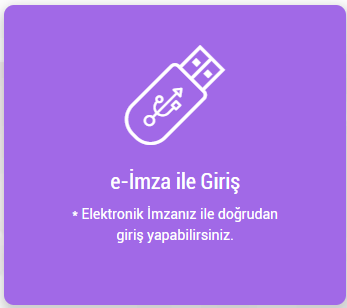 e-İmza ile Giriş
* Elektronik İmzanız ile doğrudan
giriş yapabilirsiniz.